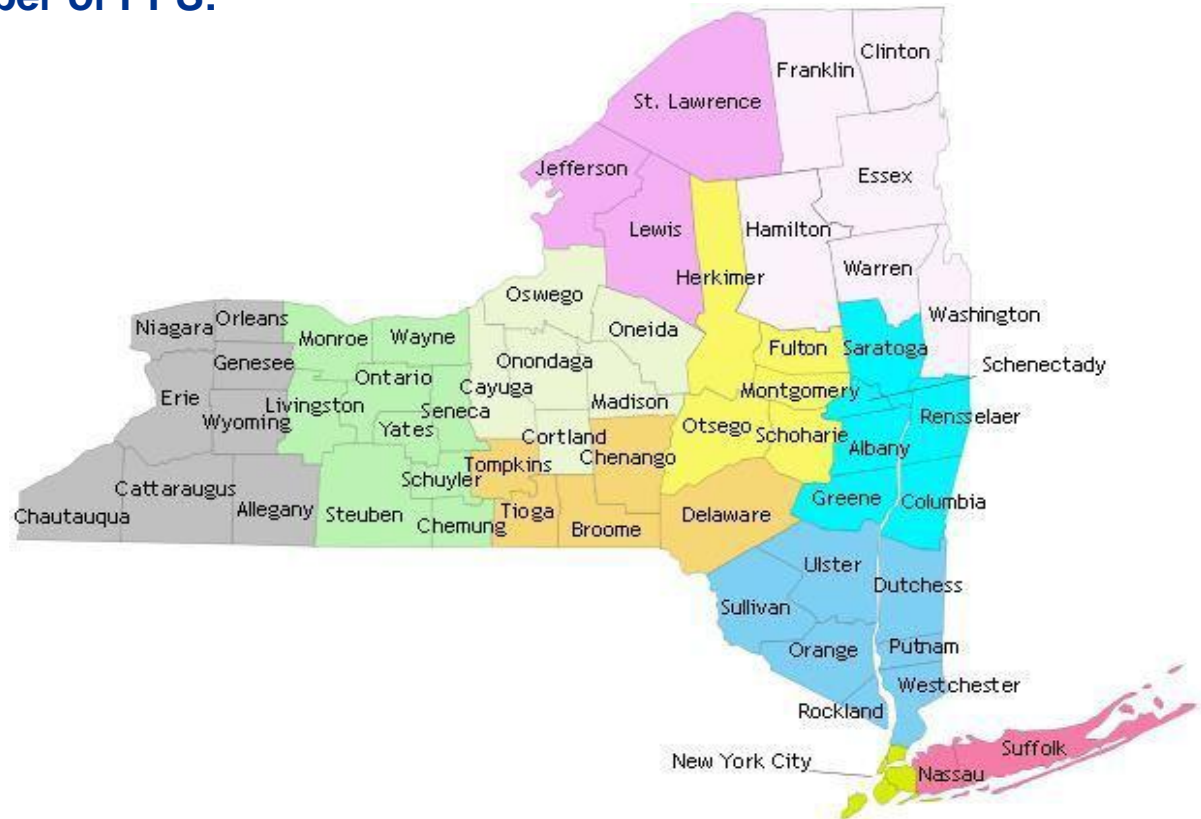 Clinton
Franklin
St. Lawrence
Jefferson
Essex
Lewis
Hamilton
Herkimer
Warren
Oswego
Washington
Niagara
Orleans
Monroe
Wayne
Oneida
Fulton
Saratoga
Genesee
Onondaga
Schenectady
Ontario
Cayuga
Montgomery
Erie
Livingston
Seneca
Madison
Rensselaer
Wyoming
Yates
Otsego
Schoharie
Cortland
Albany
Chenango
Tompkins
Schuyler
Cattaraugus
Greene
Columbia
Allegany
Tioga
Delaware
Chautauqua
Steuben
Chemung
Broome
Ulster
Dutchess
Sullivan
Orange
Putnam
Westchester
Rockland
Suffolk
New York City
Nassau